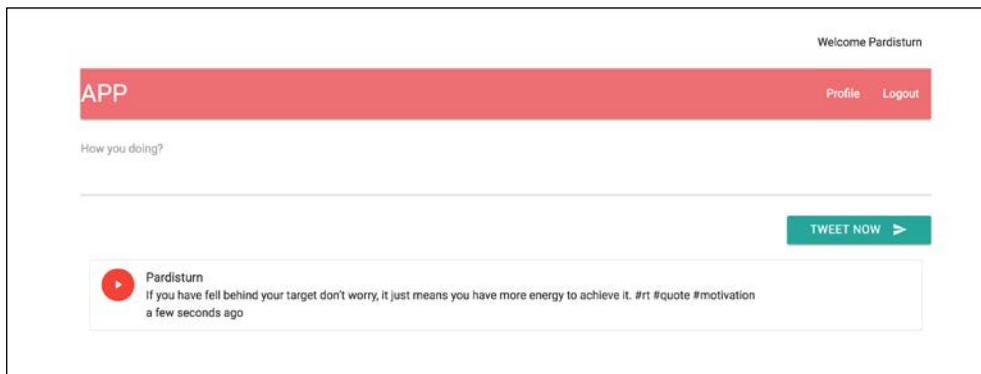 Welcome Pardisturn
APP
Profile Logout
How you doing?
TWEET NOW
Pardisturn
If you have fell behind your target don't worry, it just means you have more energy to achieve it. #rt #quote #motivation
a few seconds ago